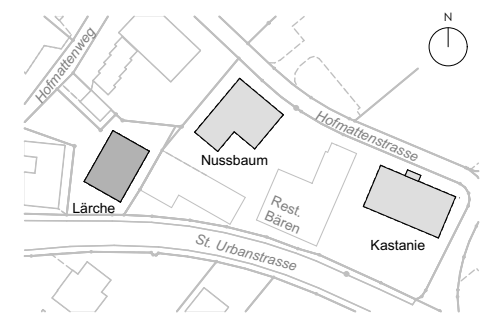 N
Hofmattenweg
Hofmattenstrasse
Nussbaum
Lärche
Rest.
Bären
Kastanie
St. Urbanstrasse